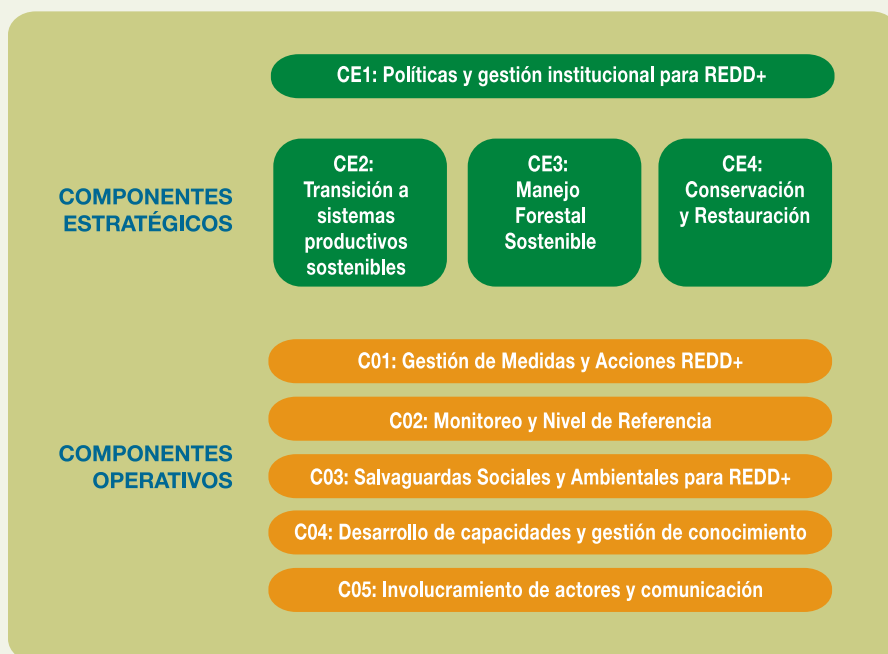 CE1: Políticas y gestión institucional para REDD+
COMPONENTES
ESTRATÉGICOS
CE2:
Transición a
sistemas
productivos
sostenibles
CE3:
Manejo
Forestal
Sostenible
CE4:
Conservación
y Restauración
COMPONENTES
OPERATIVOS
C01: Gestión de Medidas y Acciones REDD+
C02: Monitoreo y Nivel de Referencia
C03: Salvaguardas Sociales y Ambientales para REDD+
C04: Desarrollo de capacidades y gestión de conocimiento
C05: Involucramiento de actores y comunicación